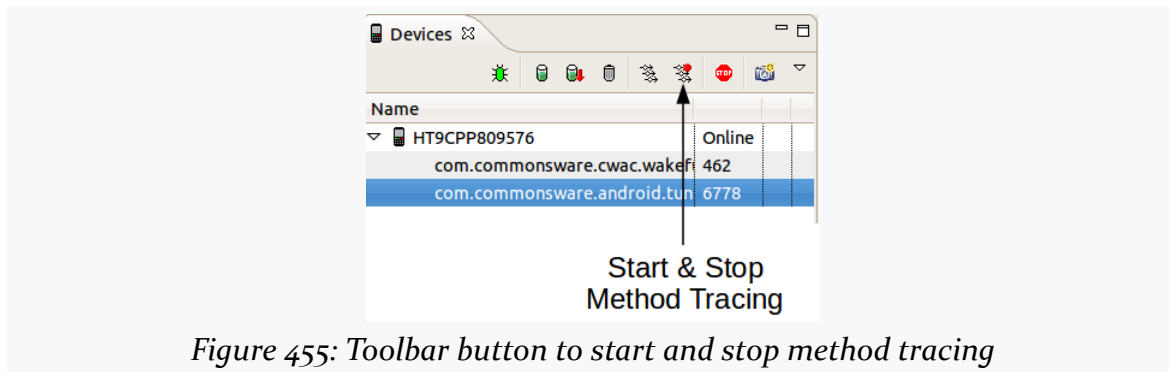 Devices
STOP
Name
HT9CPP809576 Online
com.commonsware.cwac.wakef 462
com.commonsware.android.tun 6778
Start & Stop
Method Tracing
Figure 455: Toolbar button to start and stop method tracing